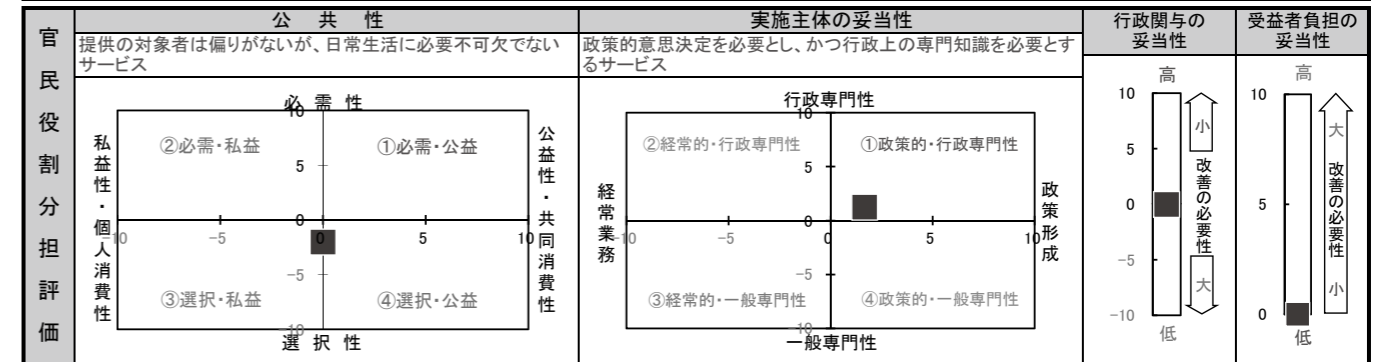 官民役割分担評価
公共性
提供の対象者は偏りがないが、日常生活に必要不可欠でない
サービス
必需性
10
②必需・私益
①必需・公益
5
私益性・個人消費性
公益性・共同消費性
0
-10
-5
0
5
10
-5
③選択・私益
④選択・公益
-10
選択性
実施主体の妥当性
政策的意思決定を必要とし、かつ行政上の専門知識を必要とす
るサービス
行政専門性
10
②経常的・行政専門性
①政策的・行政専門性
5
経常業務
政策形成
0
-10
-5
0
5
10
-5
③経常的・一般専門性
④政策的・一般専門性
-10
一般専門性
行政関与の
妥当性
高
10
5
0
-5
-10
低
小
改善の必要性
大
受益者負担の
妥当性
高
10
5
0
低
大
改善の必要性
小